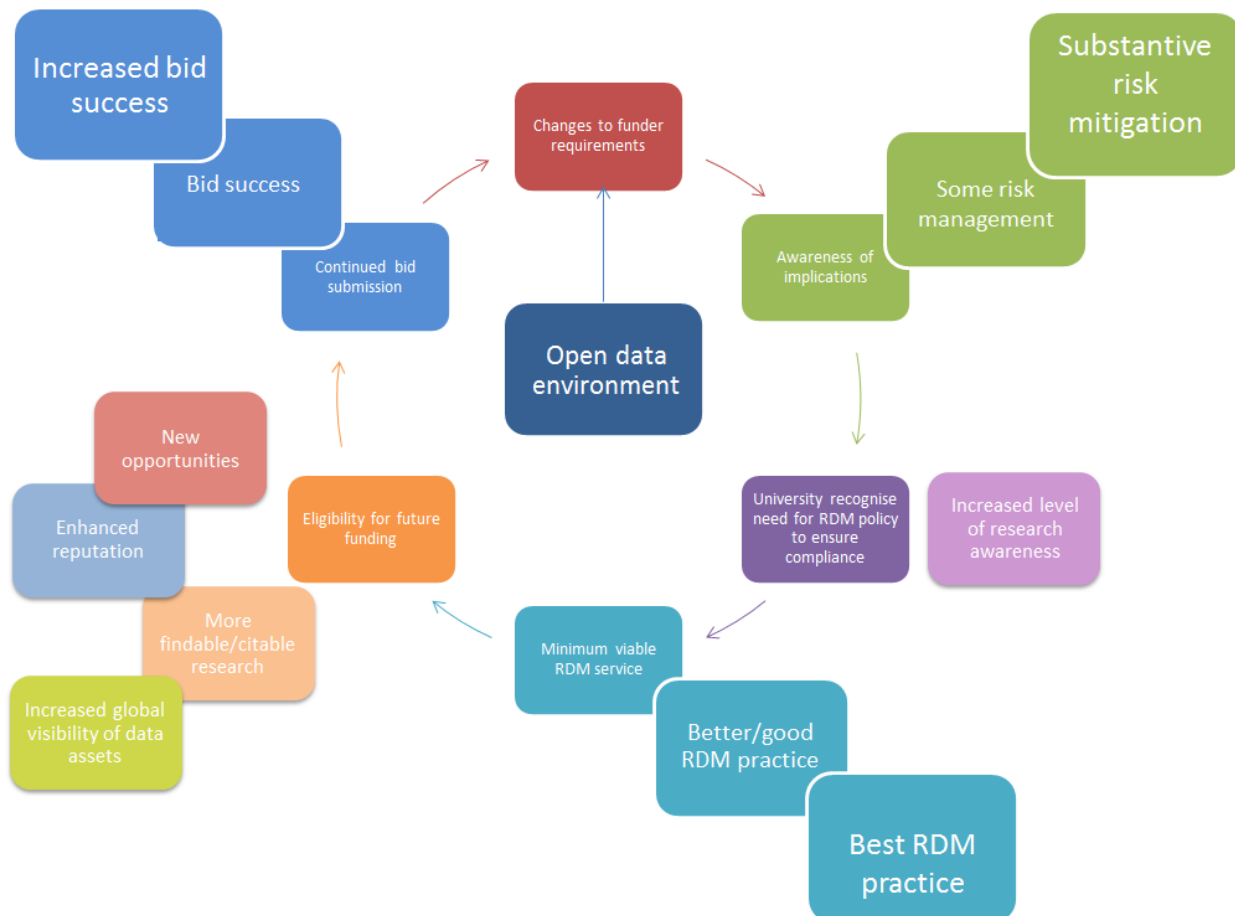 Increased bid
success
Bid success
Continued bid
submission
Changes to funder
requirements
Substantive
risk
mitigation
Some risk
management
Awareness of
implications
Open data
environment
New
opportunities
Enhanced
reputation
More
findable/citable
research
Increased global
visibility of data
assets
Eligibility for future
funding
University recognise
need for RDM policy
to ensure
compliance
Increased level
of research
awareness
Minimum viable
RDM service
Better/good
RDM practice
Best RDM
practice